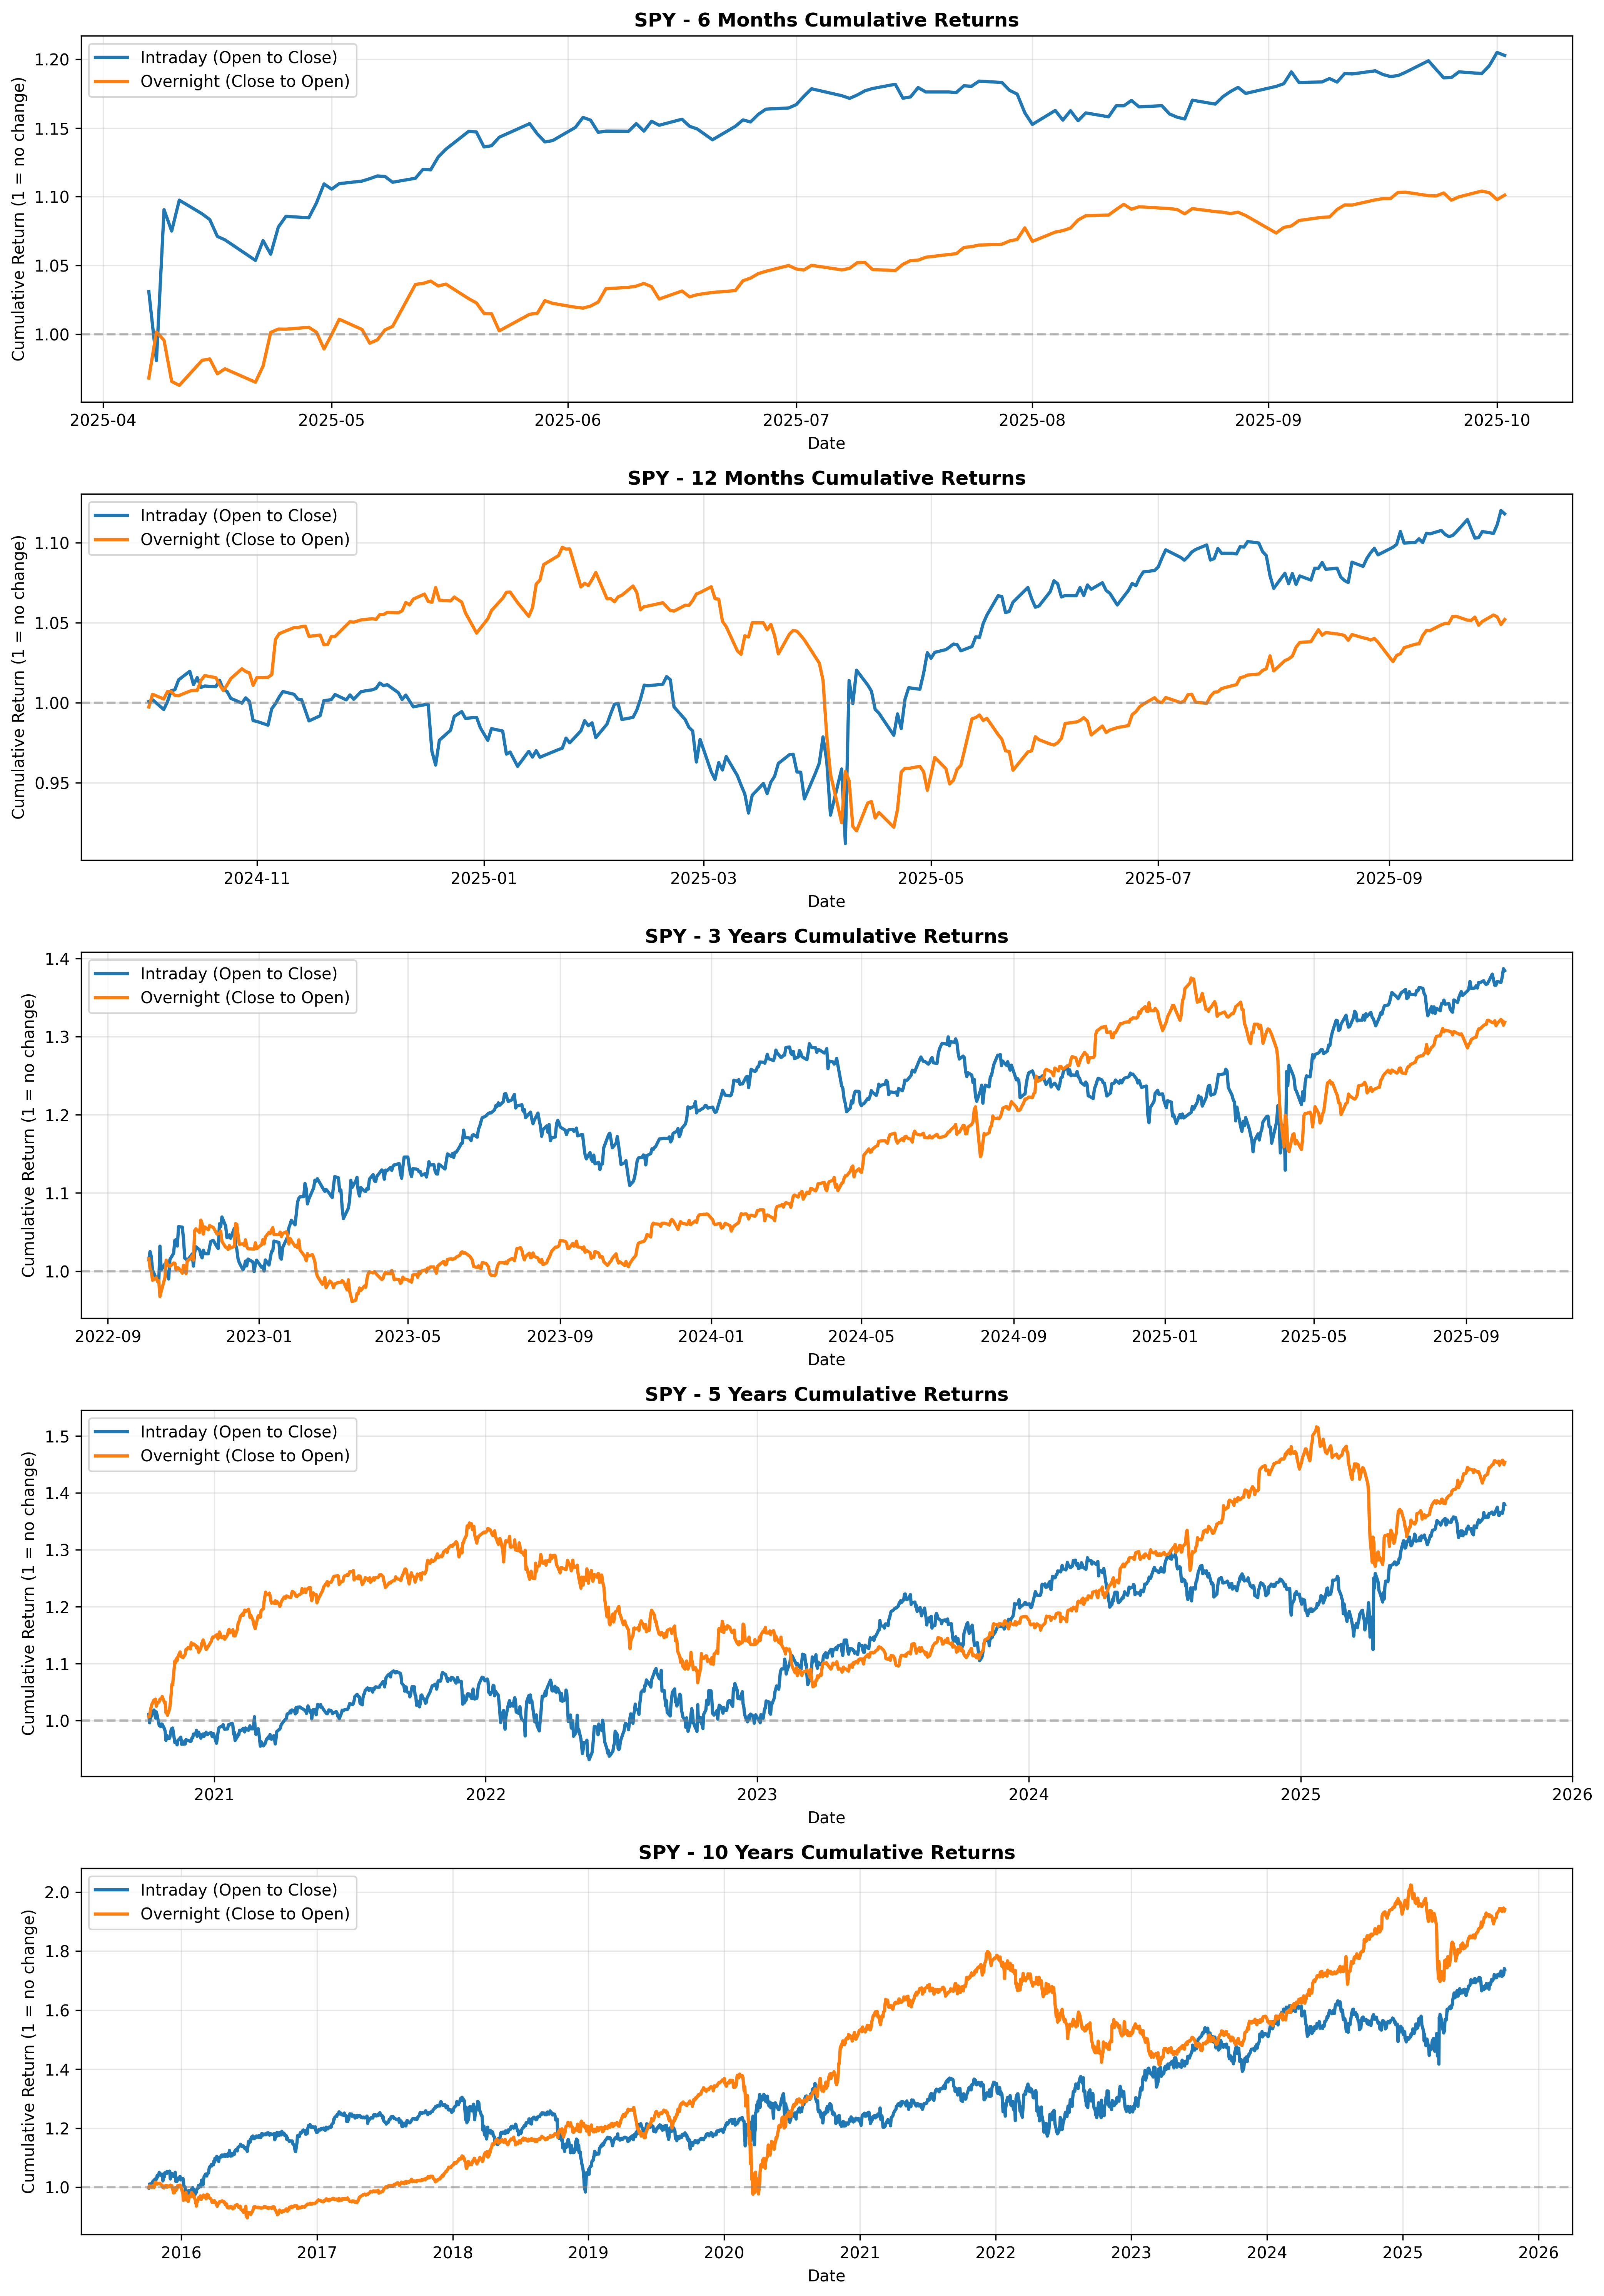 SPY - 6 Months Cumulative Returns
Intraday (Open to Close)
Overnight (Close to Open)
Cumulative Return (1 = no change)
1.20
1.15
1.10
1.05
1.00
2025-04 2025-05 2025-06 2025-07 2025-08 2025-09 2025-10
Date
SPY - 12 Months Cumulative Returns
Intraday (Open to Close)
Overnight (Close to Open)
Cumulative Return (1 = no change)
1.10
1.05
1.00
0.95
2024-11 2025-01 2025-03 2025-05 2025-07 2025-09
Date
SPY - 3 Years Cumulative Returns
Intraday (Open to Close)
Overnight (Close to Open)
Cumulative Return (1 = no change)
1.4
1.3
1.2
1.1
1.0
2022-09 2023-01 2023-05 2023-09 2024-01 2024-05 2024-09 2025-01 2025-05 2025-09
Date
SPY - 5 Years Cumulative Returns
Intraday (Open to Close)
Overnight (Close to Open)
Cumulative Return (1 = no change)
1.5
1.4
1.3
1.2
1.1
1.0
2021 2022 2023 2024 2025 2026
Date
SPY - 10 Years Cumulative Returns
Intraday (Open to Close)
Overnight (Close to Open)
Cumulative Return (1 = no change)
2.0
1.8
1.6
1.4
1.2
1.0
2016 2017 2018 2019 2020 2021 2022 2023 2024 2025 2026
Date